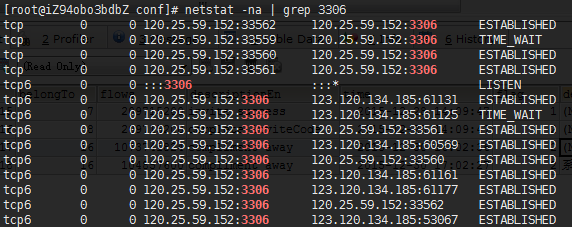 [root@iZ94obo3bdbZ conf]# netstat -na | grep 3306
tcp 0 0 120.25.59.152:33562 120.25.59.152:3306 ESTABLISHED
tcp 0 0 120.25.59.152:33559 120.25.59.152:3306 TIME_WAIT
tcp 0 0 120.25.59.152:33560 120.25.59.152:3306 ESTABLISHED
tcp 0 0 120.25.59.152:33561 120.25.59.152:3306 ESTABLISHED
tcp6 0 0 :::3306 :::* LISTEN
tcp6 0 0 120.25.59.152:3306 123.120.134.185:61131 ESTABLISHED
tcp6 0 0 120.25.59.152:3306 123.120.134.185:61125 TIME_WAIT
tcp6 0 0 120.25.59.152:3306 120.25.59.152:33561 ESTABLISHED
tcp6 0 0 120.25.59.152:3306 123.120.134.185:60569 ESTABLISHED
tcp6 0 0 120.25.59.152:3306 120.25.59.152:33560 ESTABLISHED
tcp6 0 0 120.25.59.152:3306 123.120.134.185:61161 ESTABLISHED
tcp6 0 0 120.25.59.152:3306 123.120.134.185:61177 ESTABLISHED
tcp6 0 0 120.25.59.152:3306 120.25.59.152:33562 ESTABLISHED
tcp6 0 0 120.25.59.152:3306 123.120.134.185:53067 ESTABLISHED